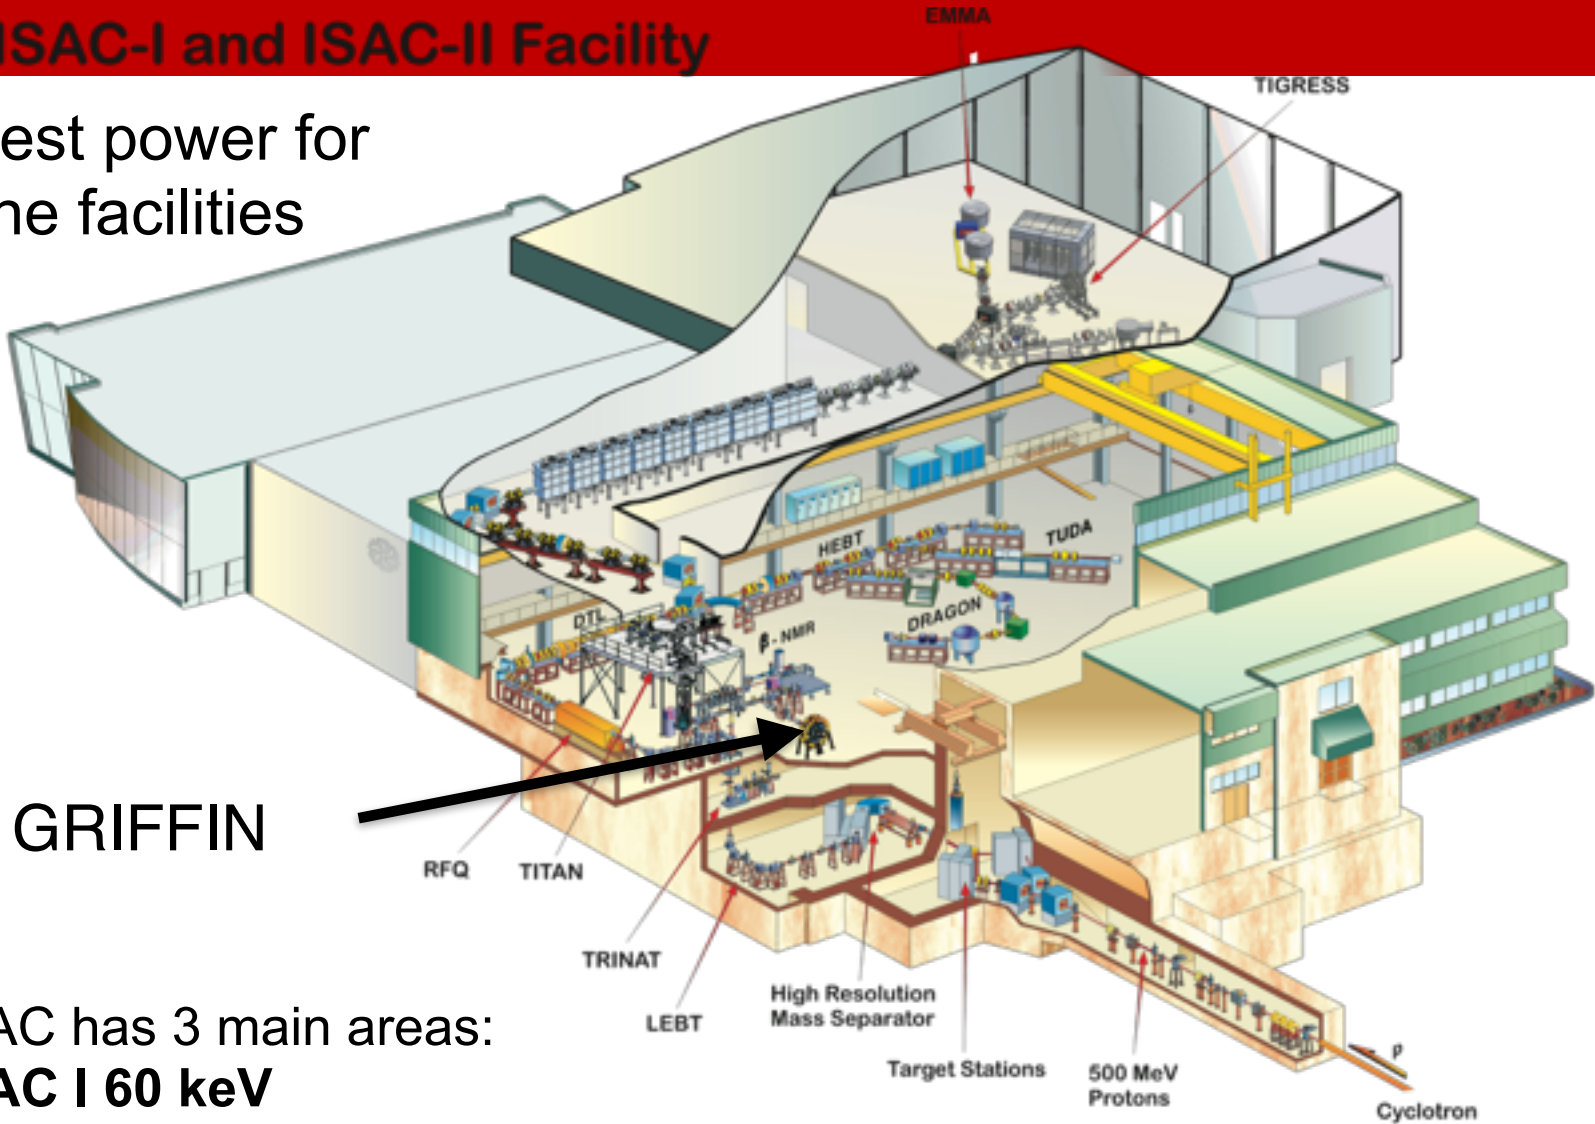 ISAC-I and ISAC-II Facility
EMMA
TIGRESS
est power for
ne facilities
HEBT
TUDA
DTL
β-NMR
DRAGON
GRIFFIN
RFQ
TITAN
TRINAT
LEBT
High Resolution
Mass Separator
Target Stations
500 MeV
Protons
p
Cyclotron
AC has 3 main areas:
AC I 60 keV